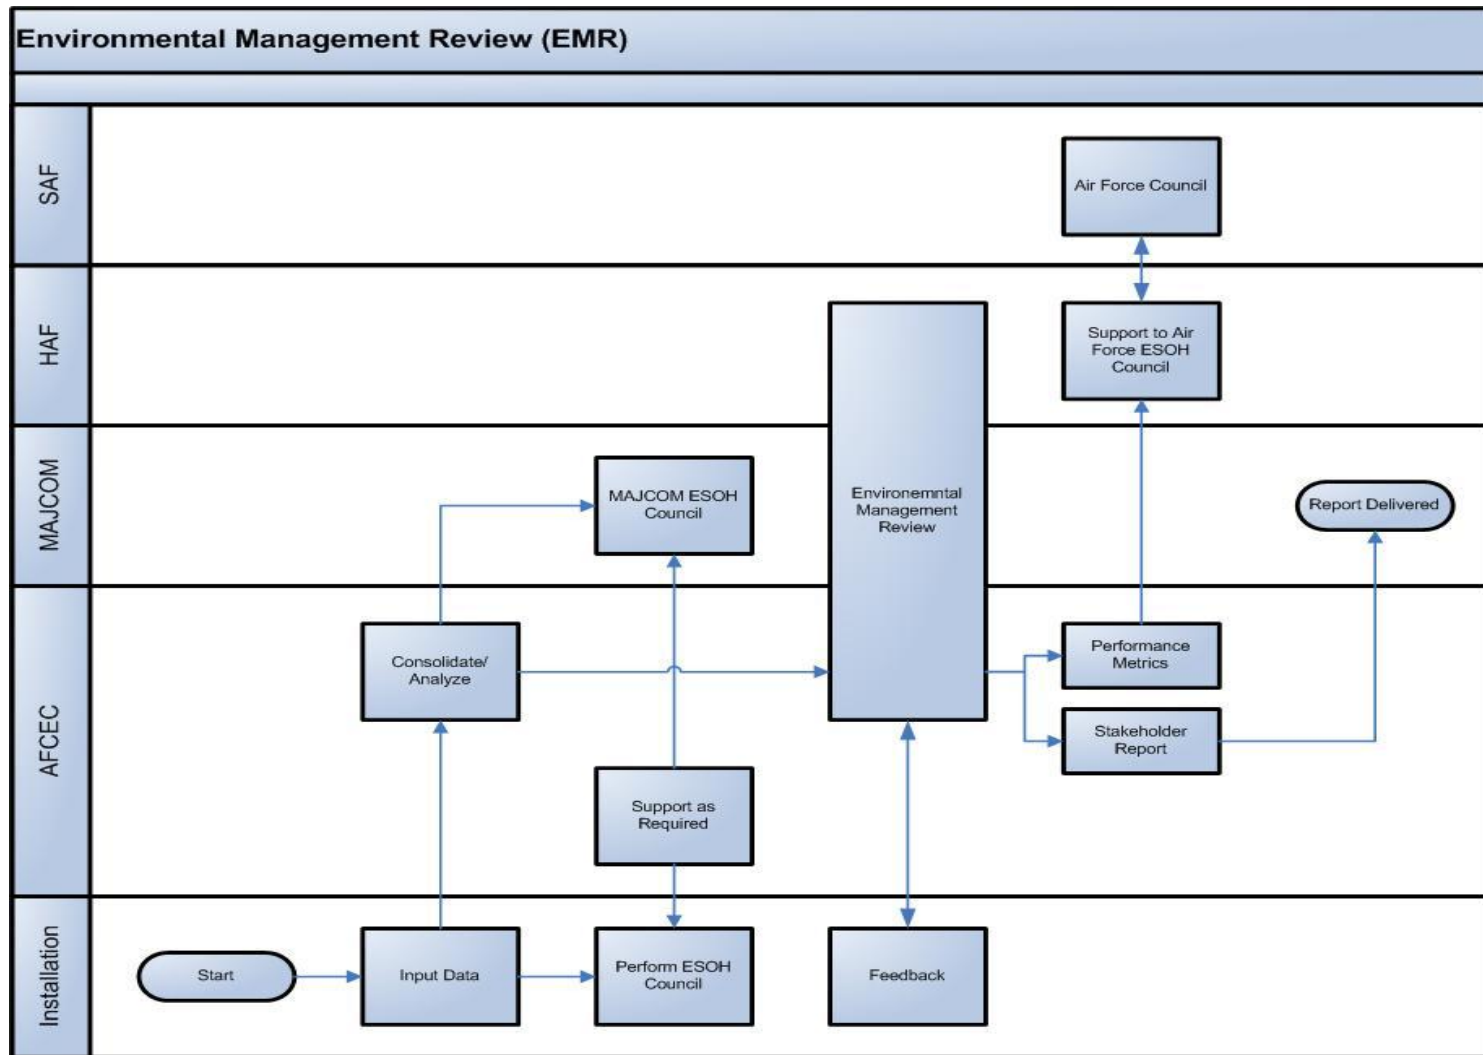 Environmental Management Review (EMR)
SAF
Air Force Council
HAF
Support to Air
Force ESOH
Council
MAJCOM
MAJCOM ESOH
Council
Environemntal
Management
Review
Report Delivered
AFCEC
Consolidate/
Analyze
Performance
Metrics
Stakeholder
Report
Support as
Required
Installation
Start
Input Data
Perform ESOH
Council
Feedback